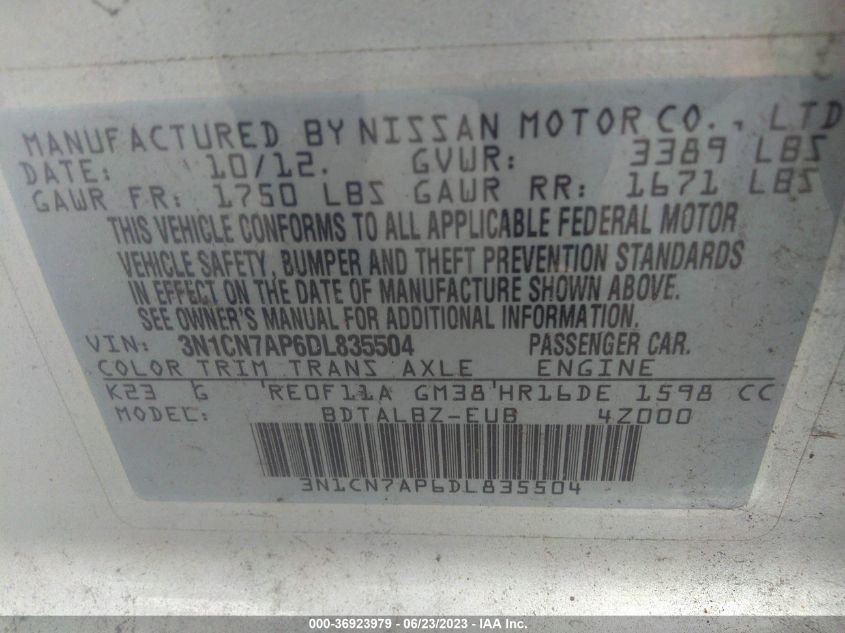 MANUFACTURED BY NISSAN MOTOR CO., LTD
DATE: 10/12. GVWR: 3389 LBS
GAWR FR: 1750 LBS GAWR RR: 1671 LBS
THIS VEHICLE CONFORMS TO ALL APPLICABLE FEDERAL MOTOR
VEHICLE SAFETY, BUMPER AND THEFT PREVENTION STANDARDS
IN EFFECT ON THE DATE OF MANUFACTURE SHOWN ABOVE.
SEE OWNER'S MANUAL FOR ADDITIONAL INFORMATION.
VIN: 3N1CN7AP6DL835504 PASSENGER CAR.
COLOR TRIM TRANS AXLE ENGINE
K23 G RE0F11A GM38 HR16DE 1598 CC
MODEL: BDTALBZ-EUB 4Z000
3N1CN7AP6DL835504
000-36923979 - 06/23/2023 - IAA Inc.